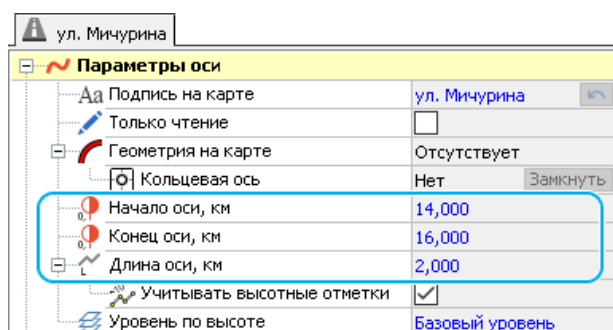 ул. Мичурина
Параметры оси
Подпись на карте ул. Мичурина
Только чтение
Геометрия на карте Отсутствует
Кольцевая ось Нет Замкнуть
Начало оси, км 14,000
Конец оси, км 16,000
Длина оси, км 2,000
Учитывать высотные отметки
Уровень по высоте Базовый уровень